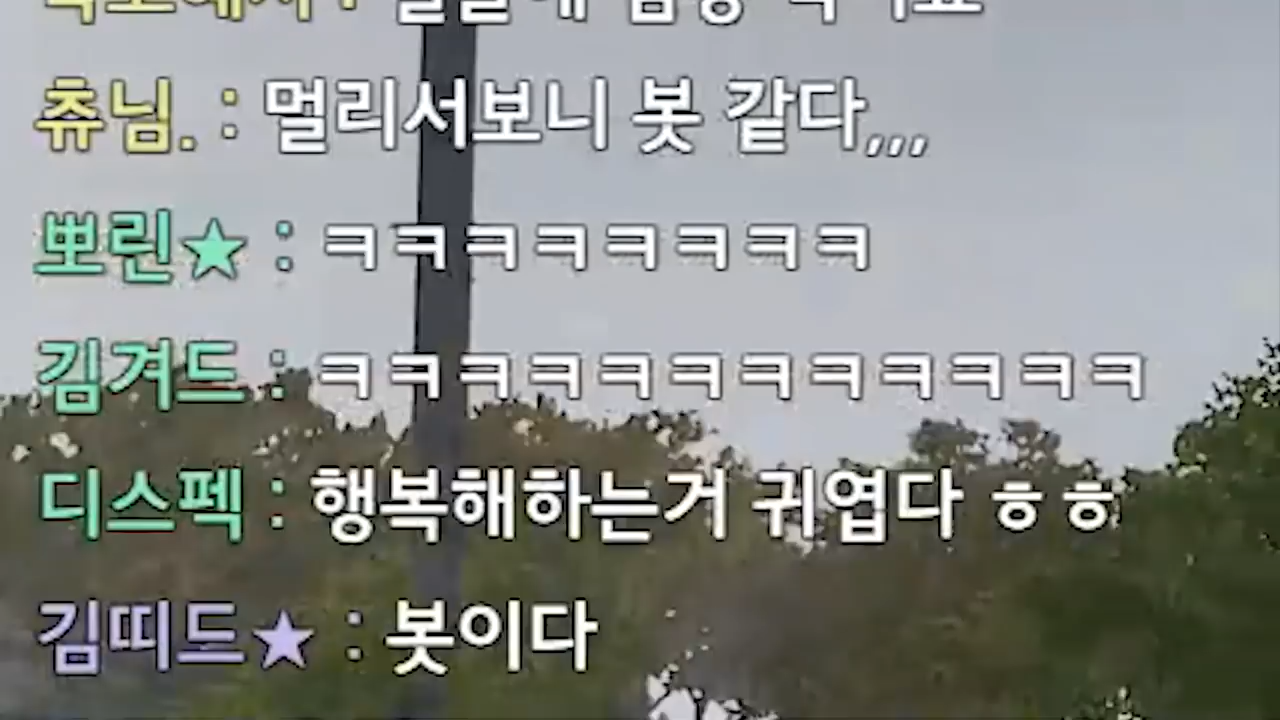 츄님. : 멀리서보니 봇 같다,,,
뽀린★ : ㅋㅋㅋㅋㅋㅋㅋㅋ
김겨드 : ㅋㅋㅋㅋㅋㅋㅋㅋㅋㅋㅋㅋ
디스펙 : 행복해하는거 귀엽다 ㅎㅎ
김띠드★ : 봇이다